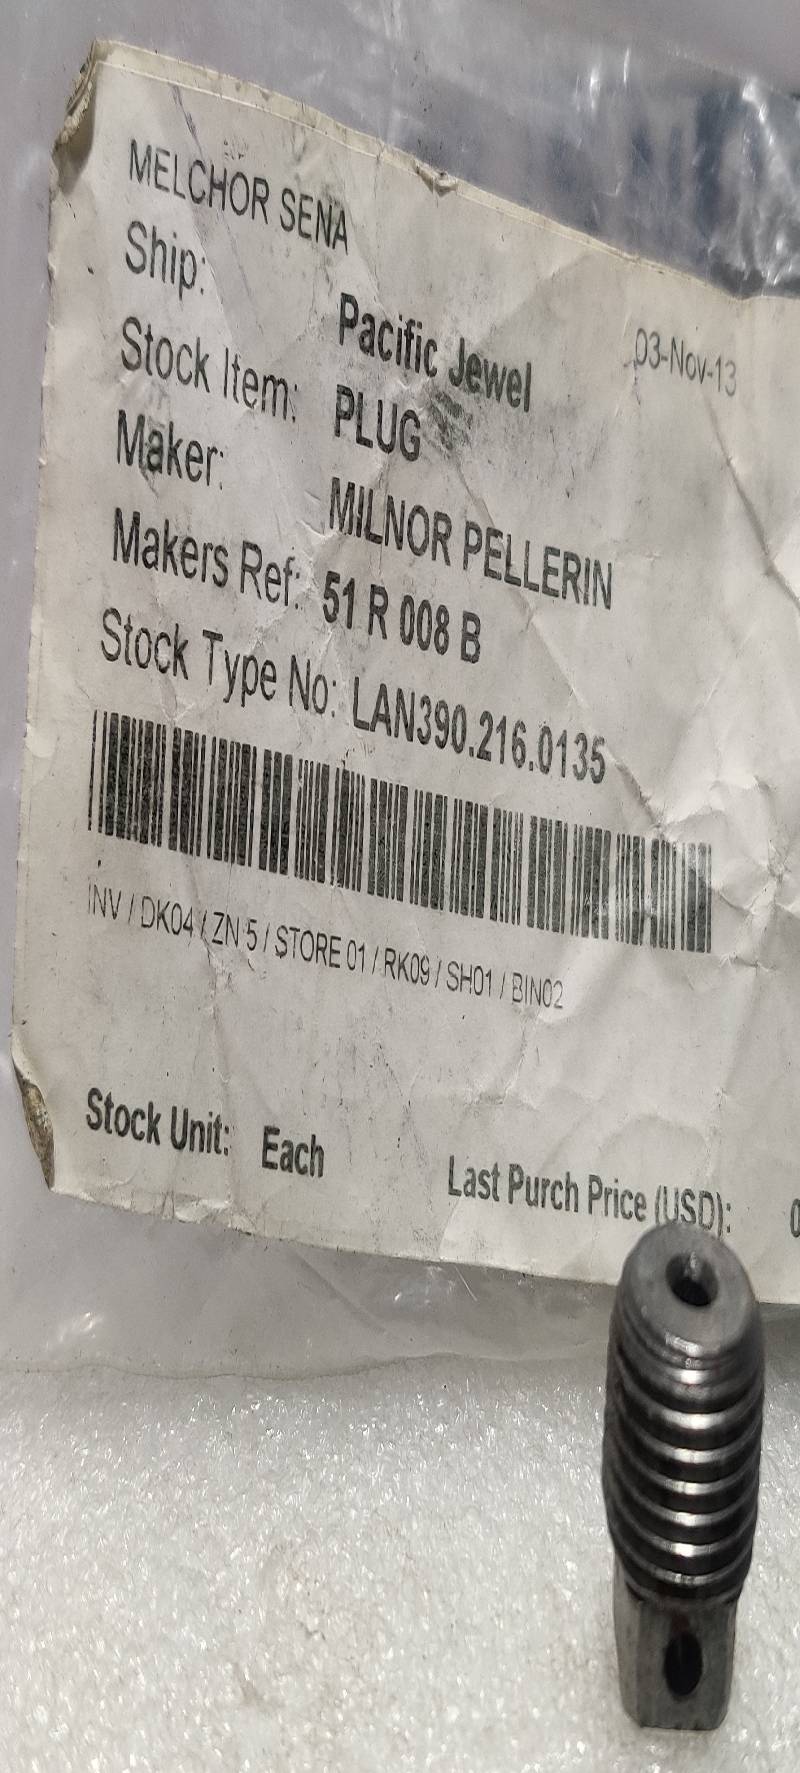 MELCHOR SENA
Ship: Pacific Jewel 03-Nov-13
Stock Item: PLUG
Maker: MILNOR PELLERIN
Makers Ref: 51 R 008 B
Stock Type No: LAN390.216.0135
INV / DK04 / ZN 5 / STORE 01 / RK09 / SH01 / BIN02
Stock Unit: Each Last Purch Price (USD):